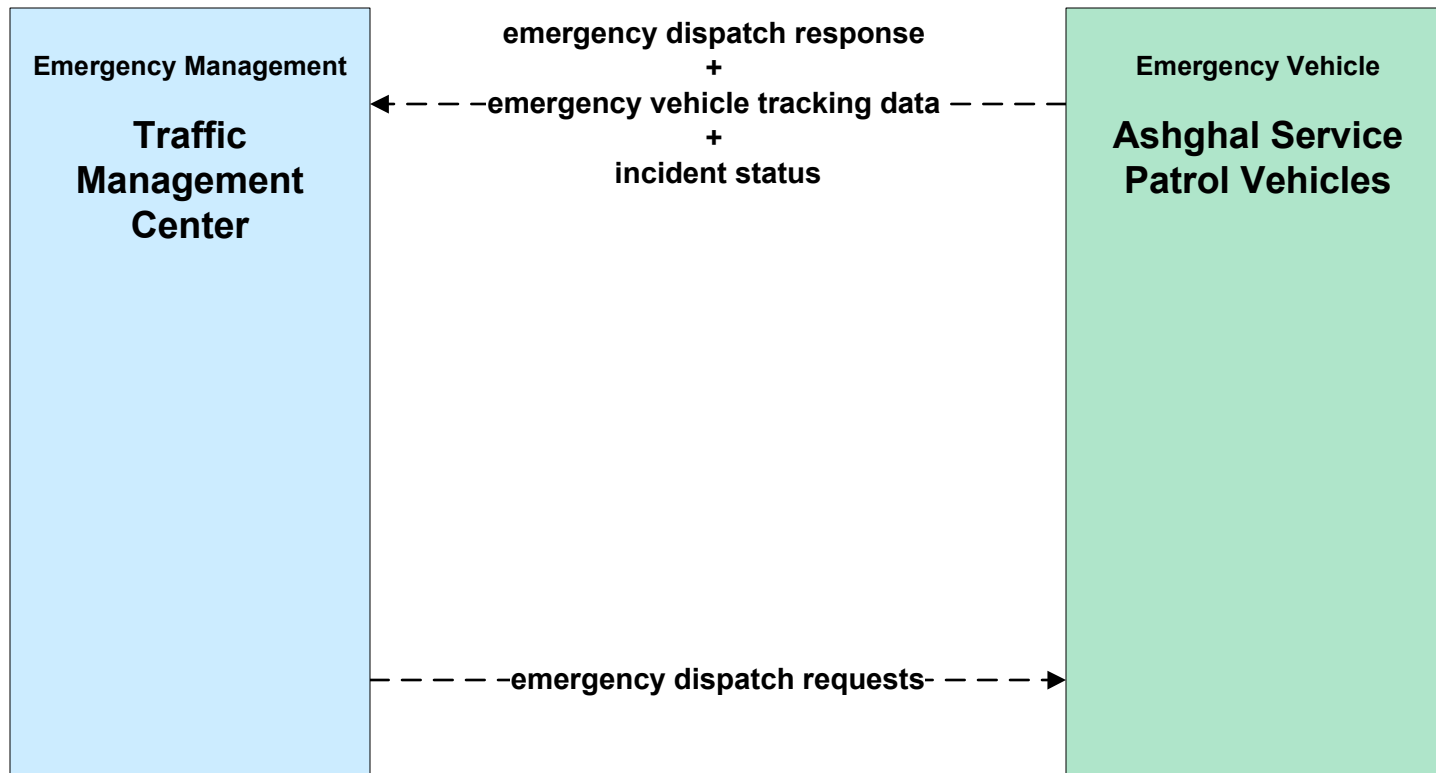 Emergency Management
Traffic
Management
Center
emergency dispatch response
+
emergency vehicle tracking data
+
incident status
emergency dispatch requests
Emergency Vehicle
Ashghal Service
Patrol Vehicles